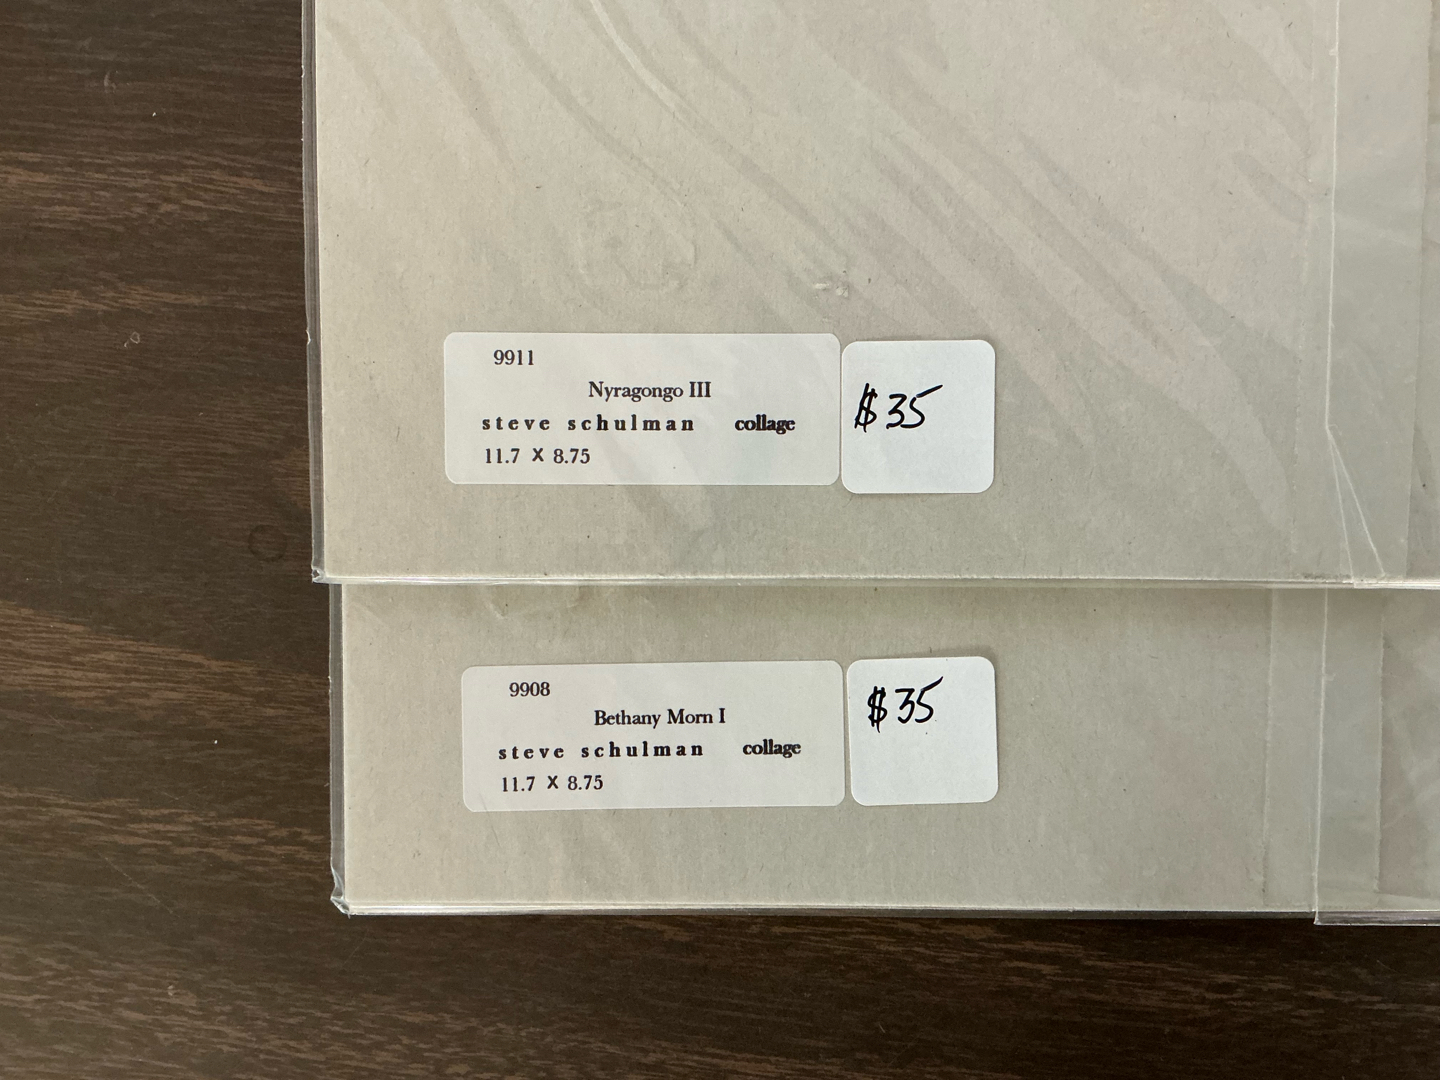 9911
Nyragongo III
steve schulman collage
11.7 X 8.75
$35
9908
Bethany Morn I
steve schulman collage
11.7 X 8.75
$35